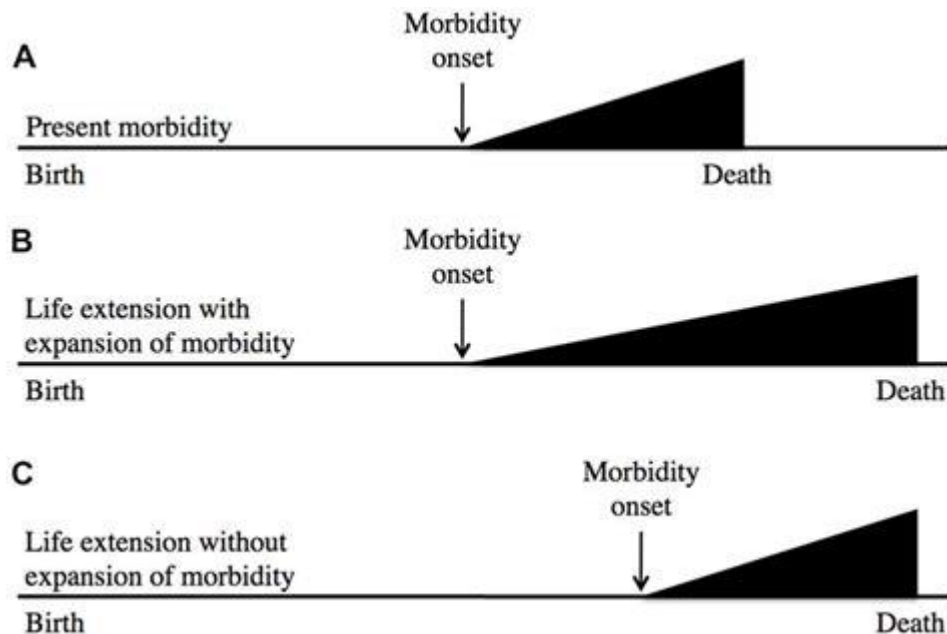 A
Morbidity
onset
Present morbidity
Birth
Death
B
Morbidity
onset
Life extension with
expansion of morbidity
Birth
Death
C
Morbidity
onset
Life extension without
expansion of morbidity
Birth
Death